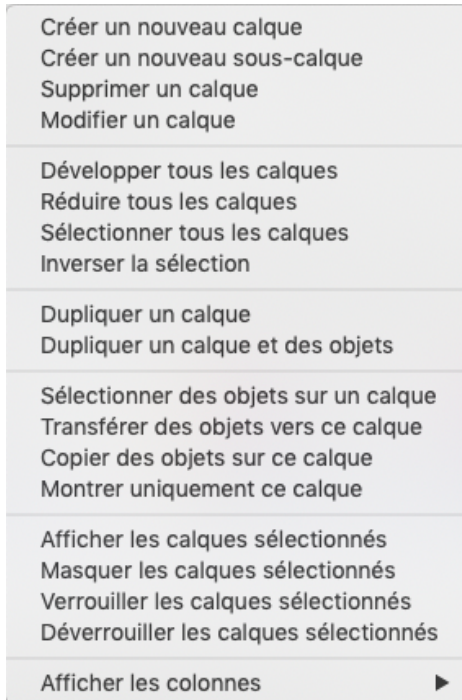 Créer un nouveau calque
Créer un nouveau sous-calque
Supprimer un calque
Modifier un calque
Développer tous les calques
Réduire tous les calques
Sélectionner tous les calques
Inverser la sélection
Dupliquer un calque
Dupliquer un calque et des objets
Sélectionner des objets sur un calque
Transférer des objets vers ce calque
Copier des objets sur ce calque
Montrer uniquement ce calque
Afficher les calques sélectionnés
Masquer les calques sélectionnés
Verrouiller les calques sélectionnés
Déverrouiller les calques sélectionnés
Afficher les colonnes